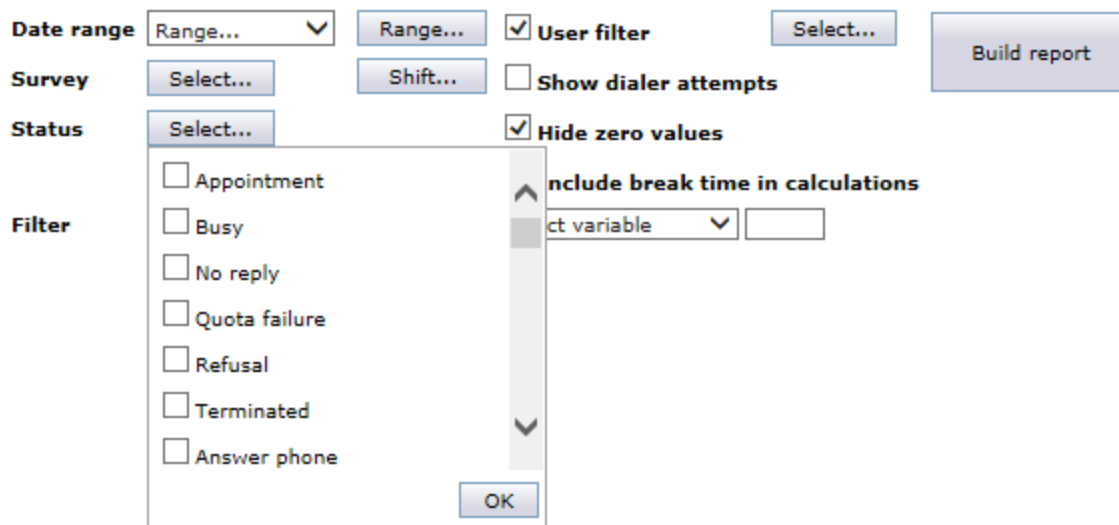 Date range Range... Range... User filter Select... Build report
Survey Select... Shift... Show dialer attempts
Status Select... Hide zero values
Appointment nclude break time in calculations
Filter Busy ct variable
No reply
Quota failure
Refusal
Terminated
Answer phone
OK